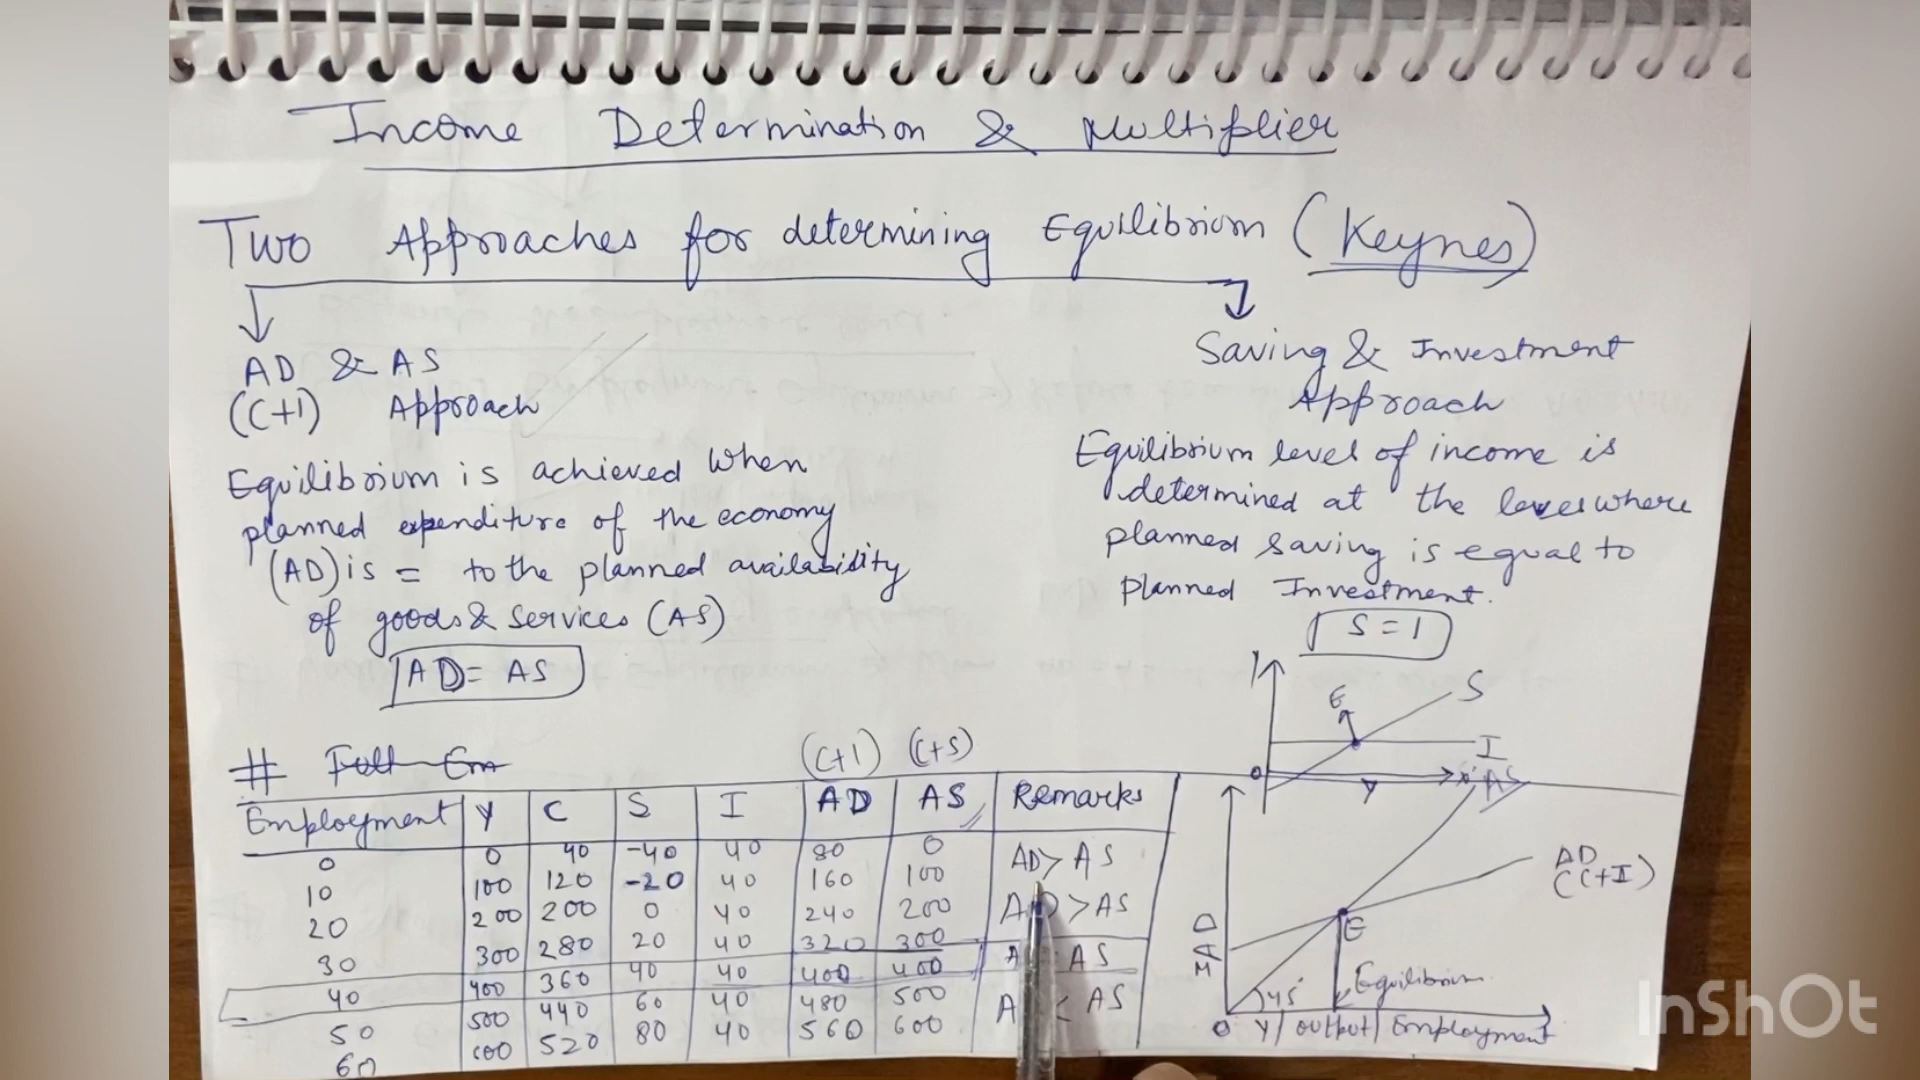 Income Determination & Multiplier
Two Approaches for determining Equilibrium (Keynes)
AD & AS
(C+I) Approach
Equilibrium is achieved when
planned expenditure of the economy
(AD) is = to the planned availability
of goods & services (AS)
AD = AS
Saving & Investment
Approach
Equilibrium level of income is
determined at the level where
planned saving is equal to
planned Investment.
S = I
E
S
I
O
Y
# Full Em
(C+I) (C+S)
Employment Y C S I AD AS Remarks
0 0 40 -40 40 80 0 AD > AS
10 100 120 -20 40 160 100
20 200 200 0 40 240 200 AD > AS
30 300 280 20 40 320 300
40 400 360 40 40 400 400 A AS
50 500 440 60 40 480 500 A < AS
60 600 520 80 40 560 600
AS
AD
(C+I)
E
AD
45°
Equilibrium
O Y/output/Employment
InShOt